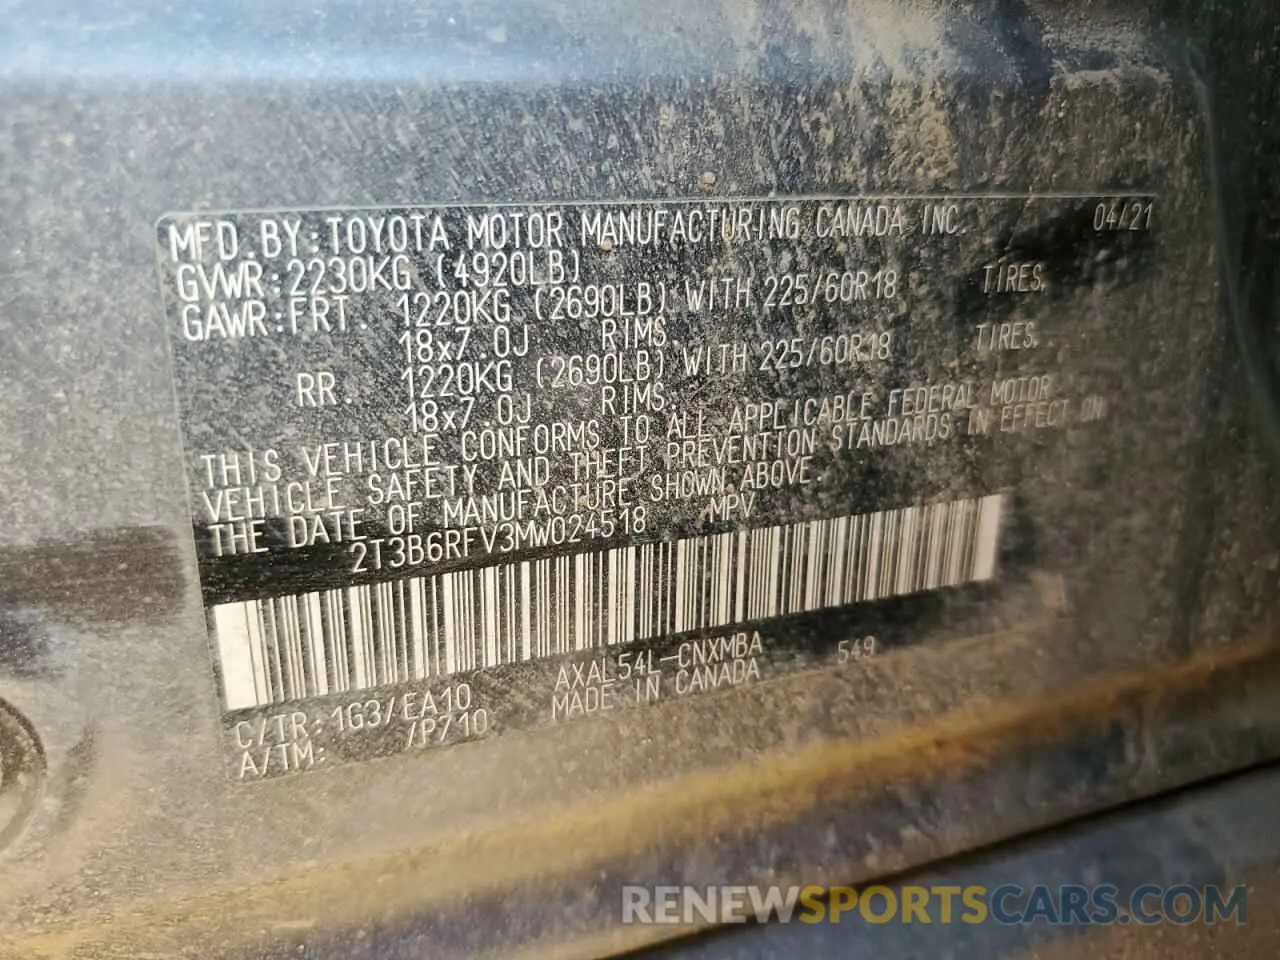 MFD.BY:TOYOTA MOTOR MANUFACTURING CANADA INC. 04/21
GVWR:2230KG (4920LB)
GAWR:FRT. 1220KG (2690LB) WITH 225/60R18 TIRES.
18x7.0J RIMS.
RR. 1220KG (2690LB) WITH 225/60R18 TIRES.
18x7.0J RIMS.
THIS VEHICLE CONFORMS TO ALL APPLICABLE FEDERAL MOTOR
VEHICLE SAFETY AND THEFT PREVENTION STANDARDS IN EFFECT ON
THE DATE OF MANUFACTURE SHOWN ABOVE.
2T3B6RFV3MW024518 MPV
C/TR:1G3/EA10 AXAL54L-CNXMBA 549
A/TM: /P710 MADE IN CANADA
RENEWSPORTSCARS.COM